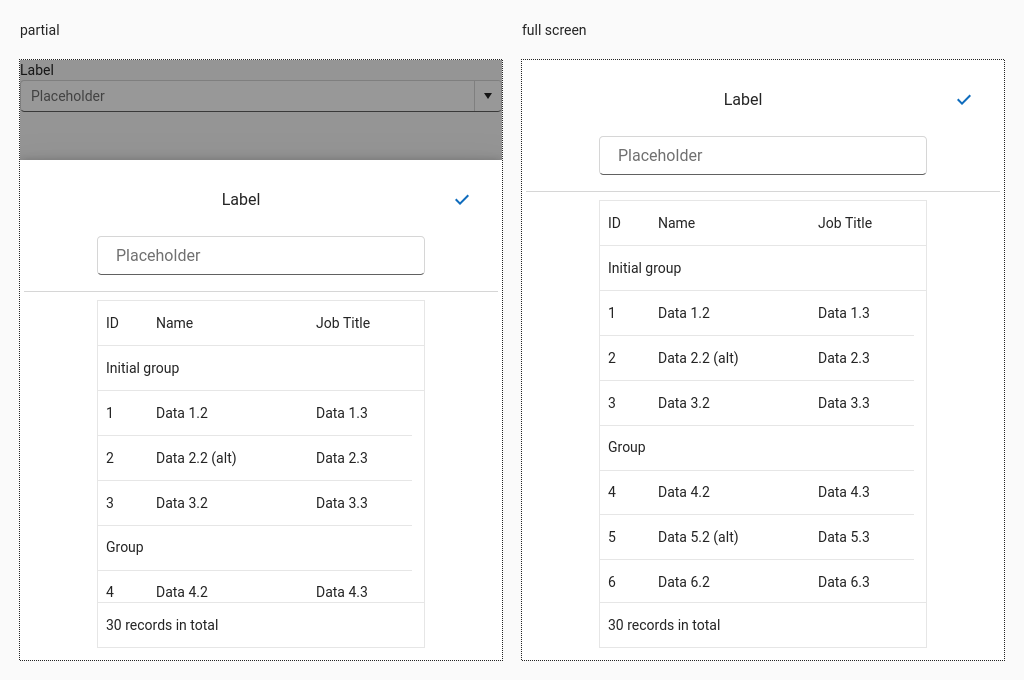 partial
Label
Placeholder
Label
Placeholder
ID Name Job Title
Initial group
1 Data 1.2 Data 1.3
2 Data 2.2 (alt) Data 2.3
3 Data 3.2 Data 3.3
Group
4 Data 4.2 Data 4.3
30 records in total
full screen
Label
Placeholder
ID Name Job Title
Initial group
1 Data 1.2 Data 1.3
2 Data 2.2 (alt) Data 2.3
3 Data 3.2 Data 3.3
Group
4 Data 4.2 Data 4.3
5 Data 5.2 (alt) Data 5.3
6 Data 6.2 Data 6.3
30 records in total